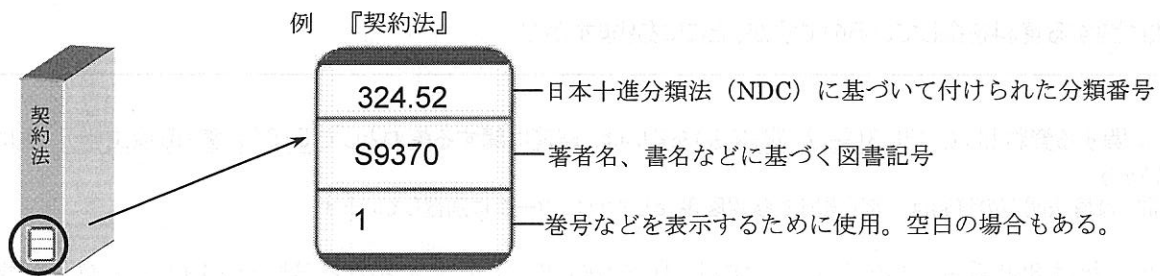 例 『契約法』
契約法
324.52
日本十進分類法(NDC)に基づいて付けられた分類番号
S9370
著者名、書名などに基づく図書記号
1
巻号などを表示するために使用。空白の場合もある。